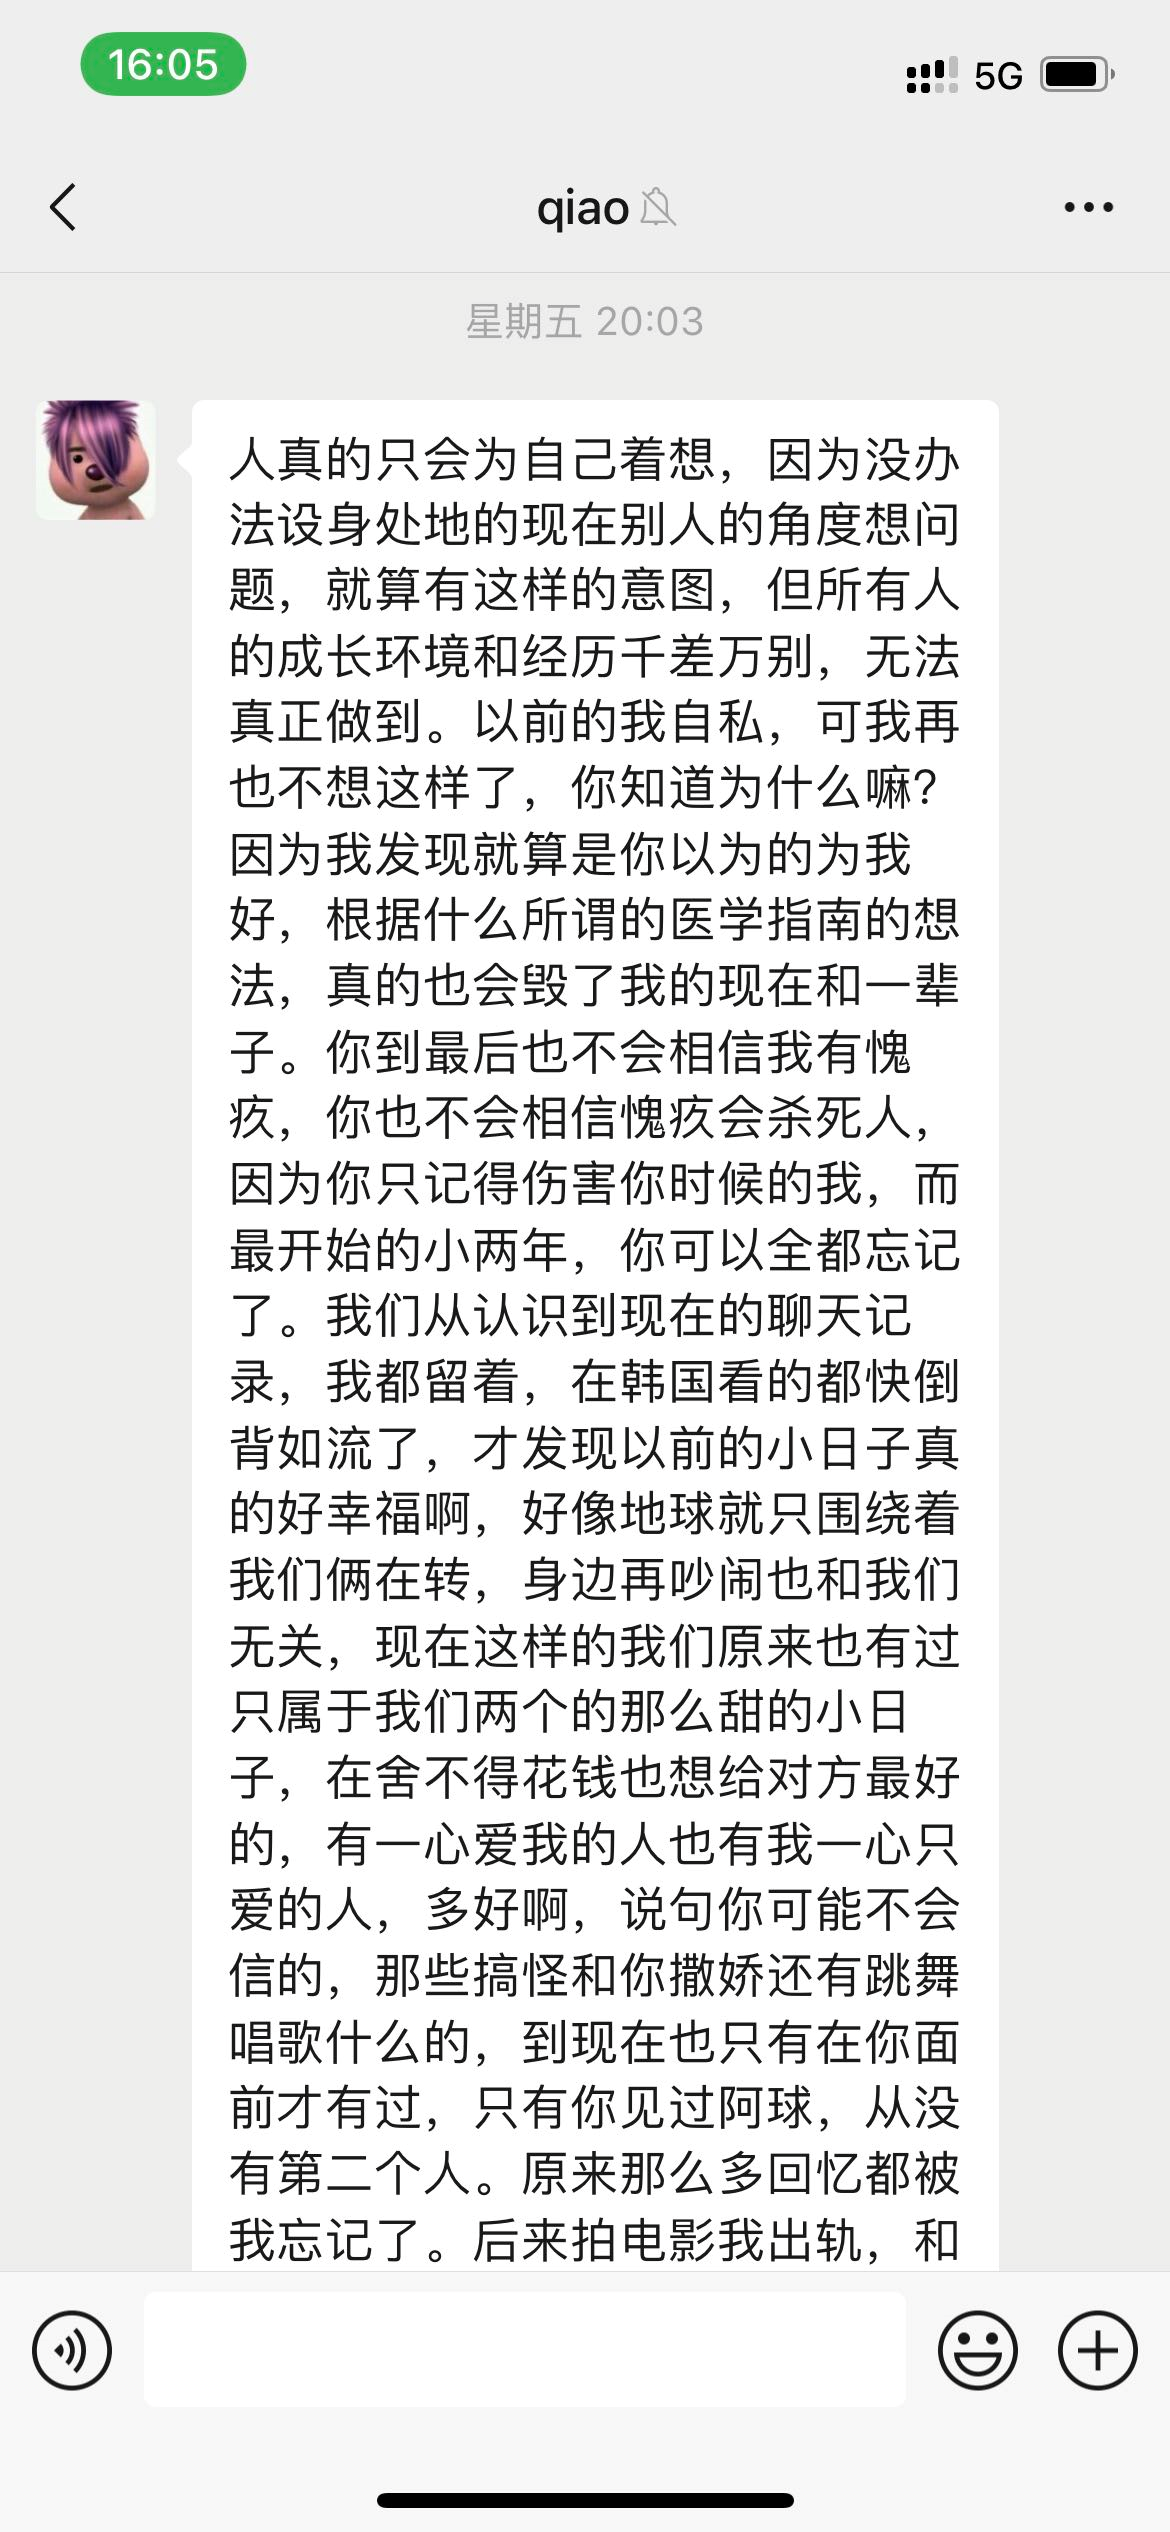 16:05
5G
qiao
星期五 20:03
人真的只会为自己着想，因为没办
法设身处地的现在别人的角度想问
题，就算有这样的意图，但所有人
的成长环境和经历千差万别，无法
真正做到。以前的我自私，可我再
也不想这样了，你知道为什么嘛？
因为我发现就算是你以为的为我
好，根据什么所谓的医学指南的想
法，真的也会毁了我的现在和一辈
子。你到最后也不会相信我有愧
疚，你也不会相信愧疚会杀死人，
因为你只记得伤害你时候的我，而
最开始的小两年，你可以全都忘记
了。我们从认识到现在的聊天记
录，我都留着，在韩国看的都快倒
背如流了，才发现以前的小日子真
的好幸福啊，好像地球就只围绕着
我们俩在转，身边再吵闹也和我们
无关，现在这样的我们原来也有过
只属于我们两个的那么甜的小日
子，在舍不得花钱也想给对方最好
的，有一心爱我的人也有我一心只
爱的人，多好啊，说句你可能不会
信的，那些搞怪和你撒娇还有跳舞
唱歌什么的，到现在也只有在你面
前才有过，只有你见过阿球，从没
有第二个人。原来那么多回忆都被
我忘记了。后来拍电影我出轨，和